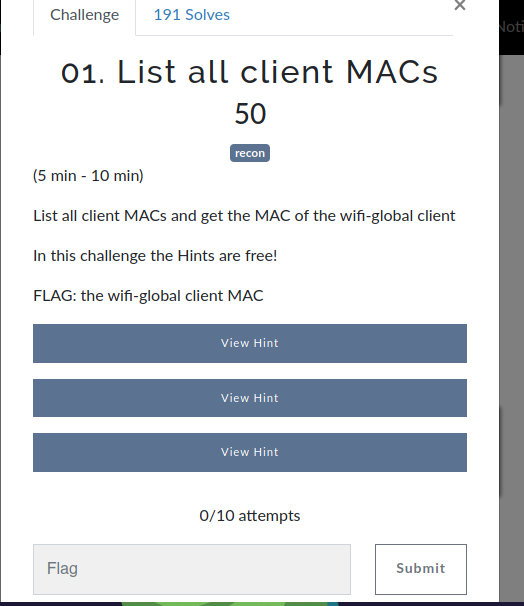 Challenge
191 Solves
×
Noti
01. List all client MACs
50
recon
(5 min - 10 min)
List all client MACs and get the MAC of the wifi-global client
In this challenge the Hints are free!
FLAG: the wifi-global client MAC
View Hint
View Hint
View Hint
0/10 attempts
Flag
Submit